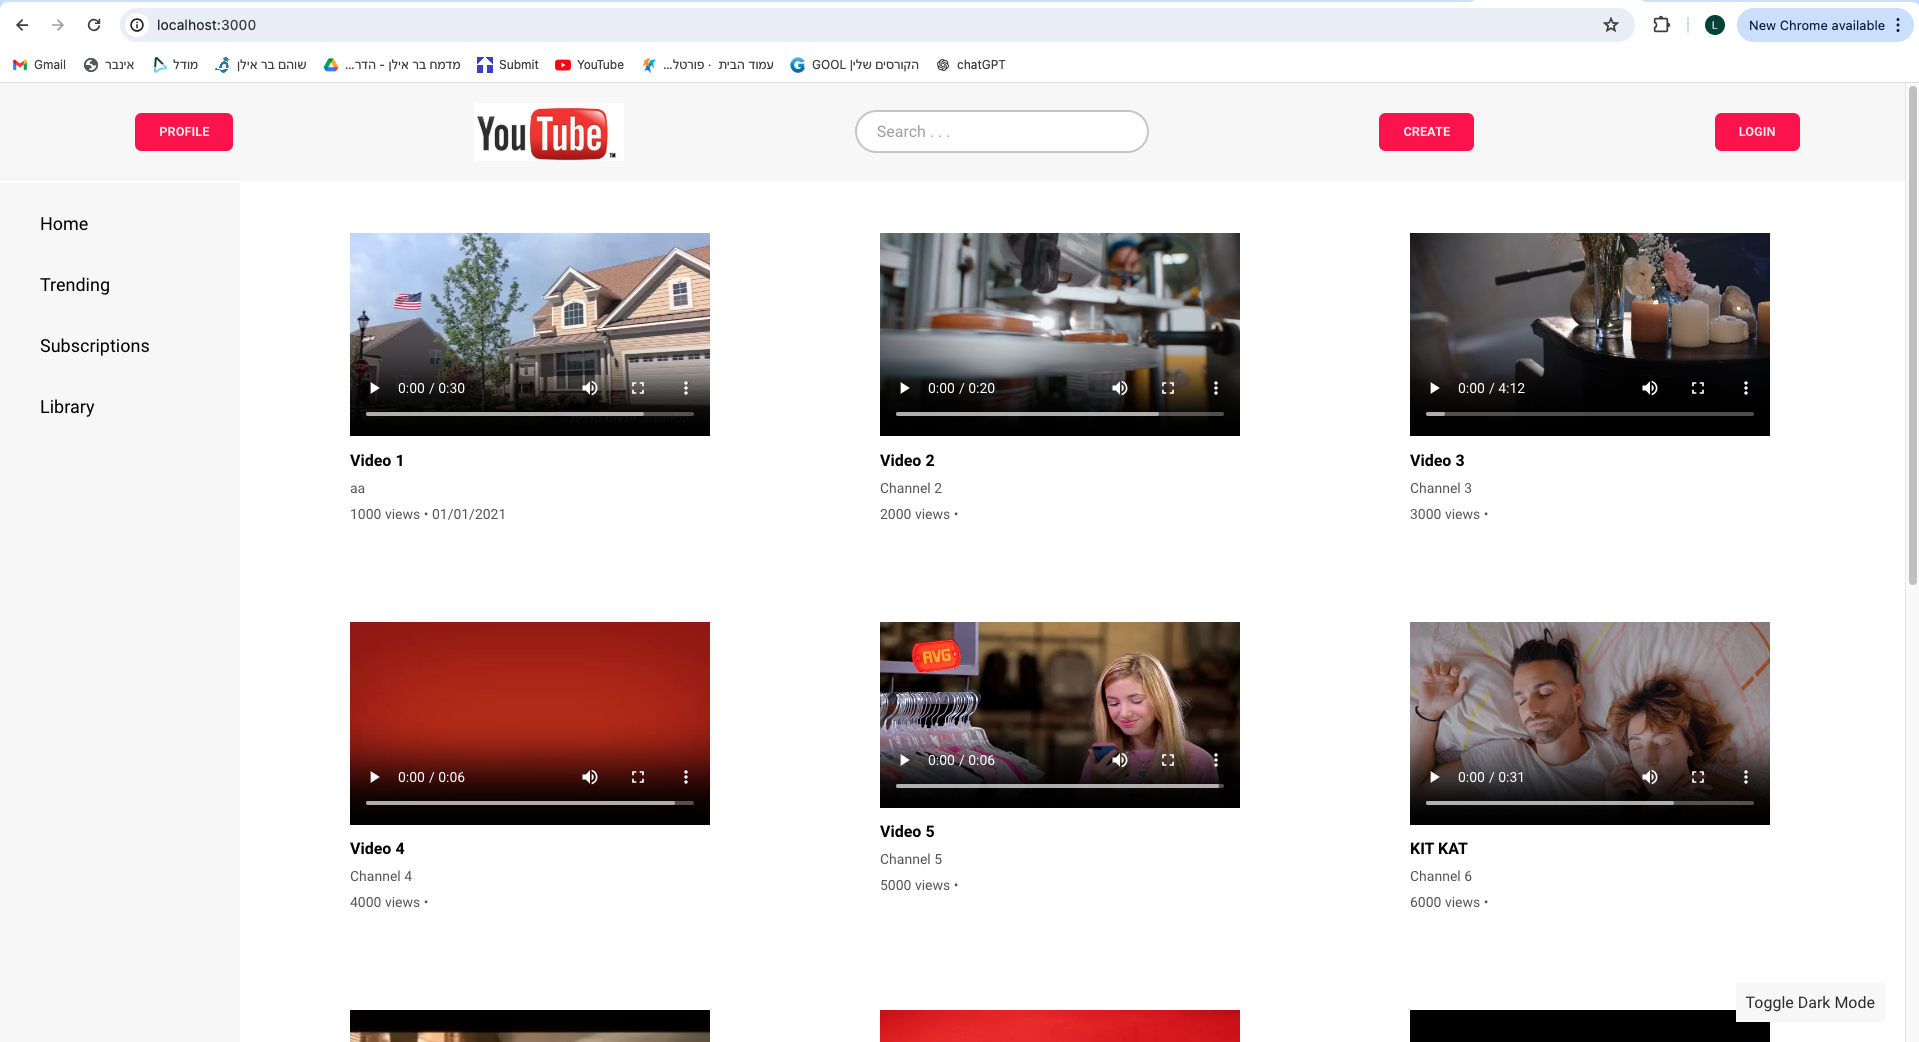 localhost:3000
New Chrome available
Gmail
אינבר
מודל
שוהם בר אילן
מדמח בר אילן - הדר...
Submit
YouTube
עמוד הבית · פורטל...
GOOL |הקורסים שלי
chatGPT
PROFILE
YouTube
TM
Search . . .
CREATE
LOGIN
Home
Trending
Subscriptions
Library
0:00 / 0:30
Video 1
aa
1000 views • 01/01/2021
0:00 / 0:20
Video 2
Channel 2
2000 views •
0:00 / 4:12
Video 3
Channel 3
3000 views •
0:00 / 0:06
Video 4
Channel 4
4000 views •
AVG
0:00 / 0:06
Video 5
Channel 5
5000 views •
0:00 / 0:31
KIT KAT
Channel 6
6000 views •
Toggle Dark Mode
L